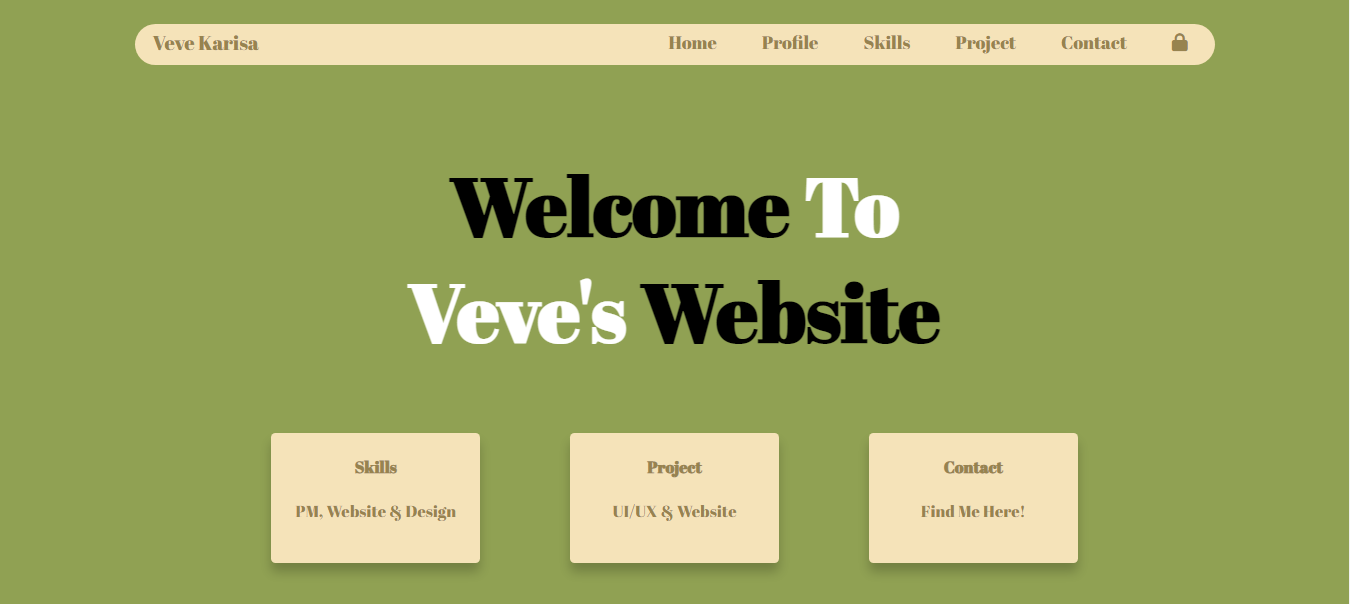 Veve Karisa Home Profile Skills Project Contact
Welcome To
Veve's Website
Skills Project Contact
PM, Website & Design UI/UX & Website Find Me Here!